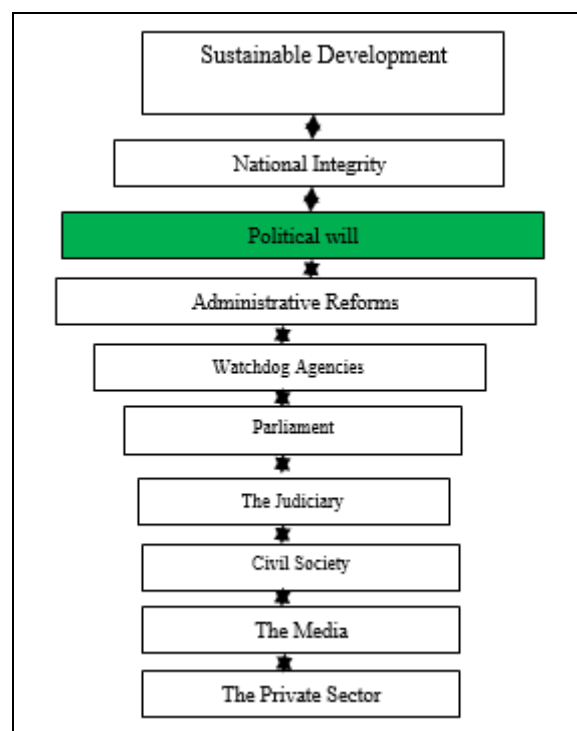 Sustainable Development
National Integrity
Political will
Administrative Reforms
Watchdog Agencies
Parliament
The Judiciary
Civil Society
The Media
The Private Sector